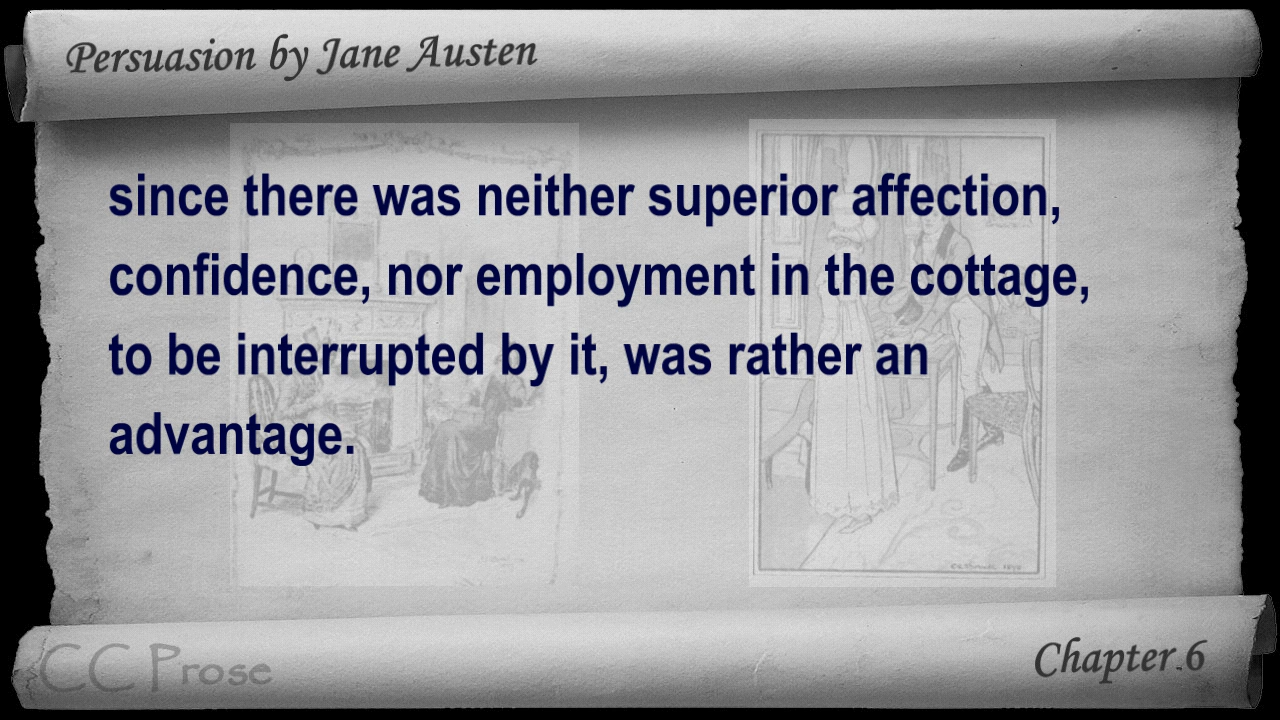 Persuasion by Jane Austen
since there was neither superior affection,
confidence, nor employment in the cottage,
to be interrupted by it, was rather an
advantage.
CC Prose
Chapter 6